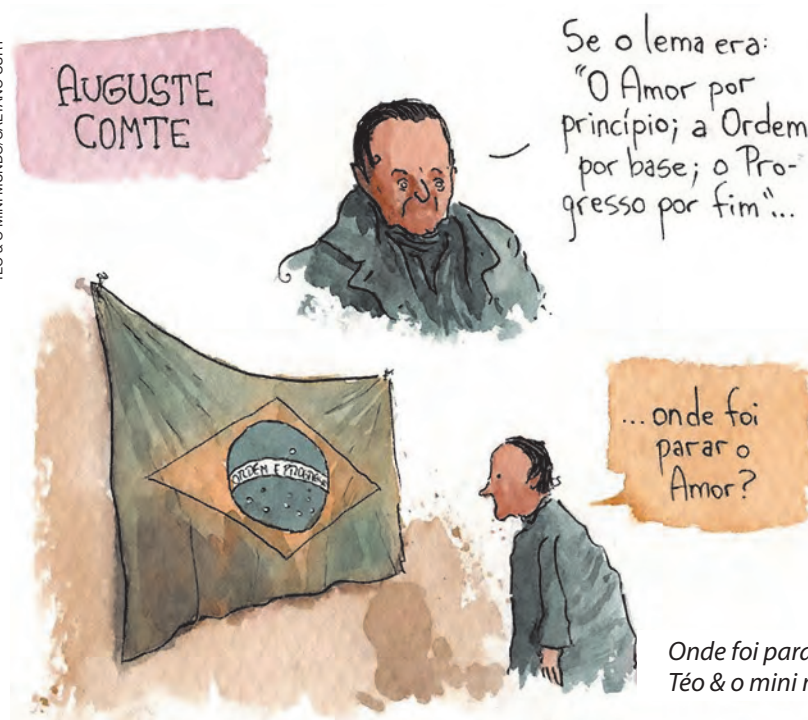 AUGUSTE
COMTE
Se o lema era:
"O Amor por
princípio; a Ordem
por base; o Pro-
gresso por fim"...
ORDEM E PROGRESSO
...onde foi
parar o
Amor?
Onde foi
Téo & o mini